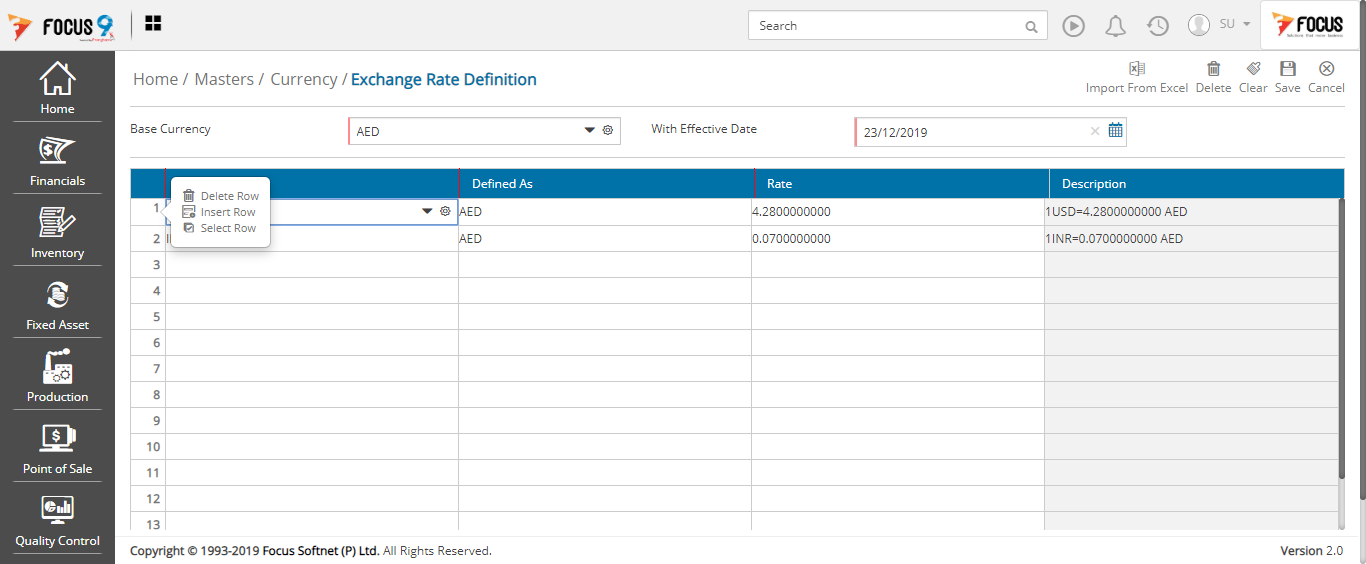 FOCUS 9
Search
SU
FOCUS
Home / Masters / Currency / Exchange Rate Definition
Import From Excel Delete Clear Save Cancel
Home
Financials
Inventory
Fixed Asset
Production
Point of Sale
Quality Control
Base Currency AED With Effective Date 23/12/2019
Defined As Rate Description
Delete Row
Insert Row
Select Row
1 AED 4.2800000000 1USD=4.2800000000 AED
2 AED 0.0700000000 1INR=0.0700000000 AED
3
4
5
6
7
8
9
10
11
12
13
Copyright © 1993-2019 Focus Softnet (P) Ltd. All Rights Reserved. Version 2.0